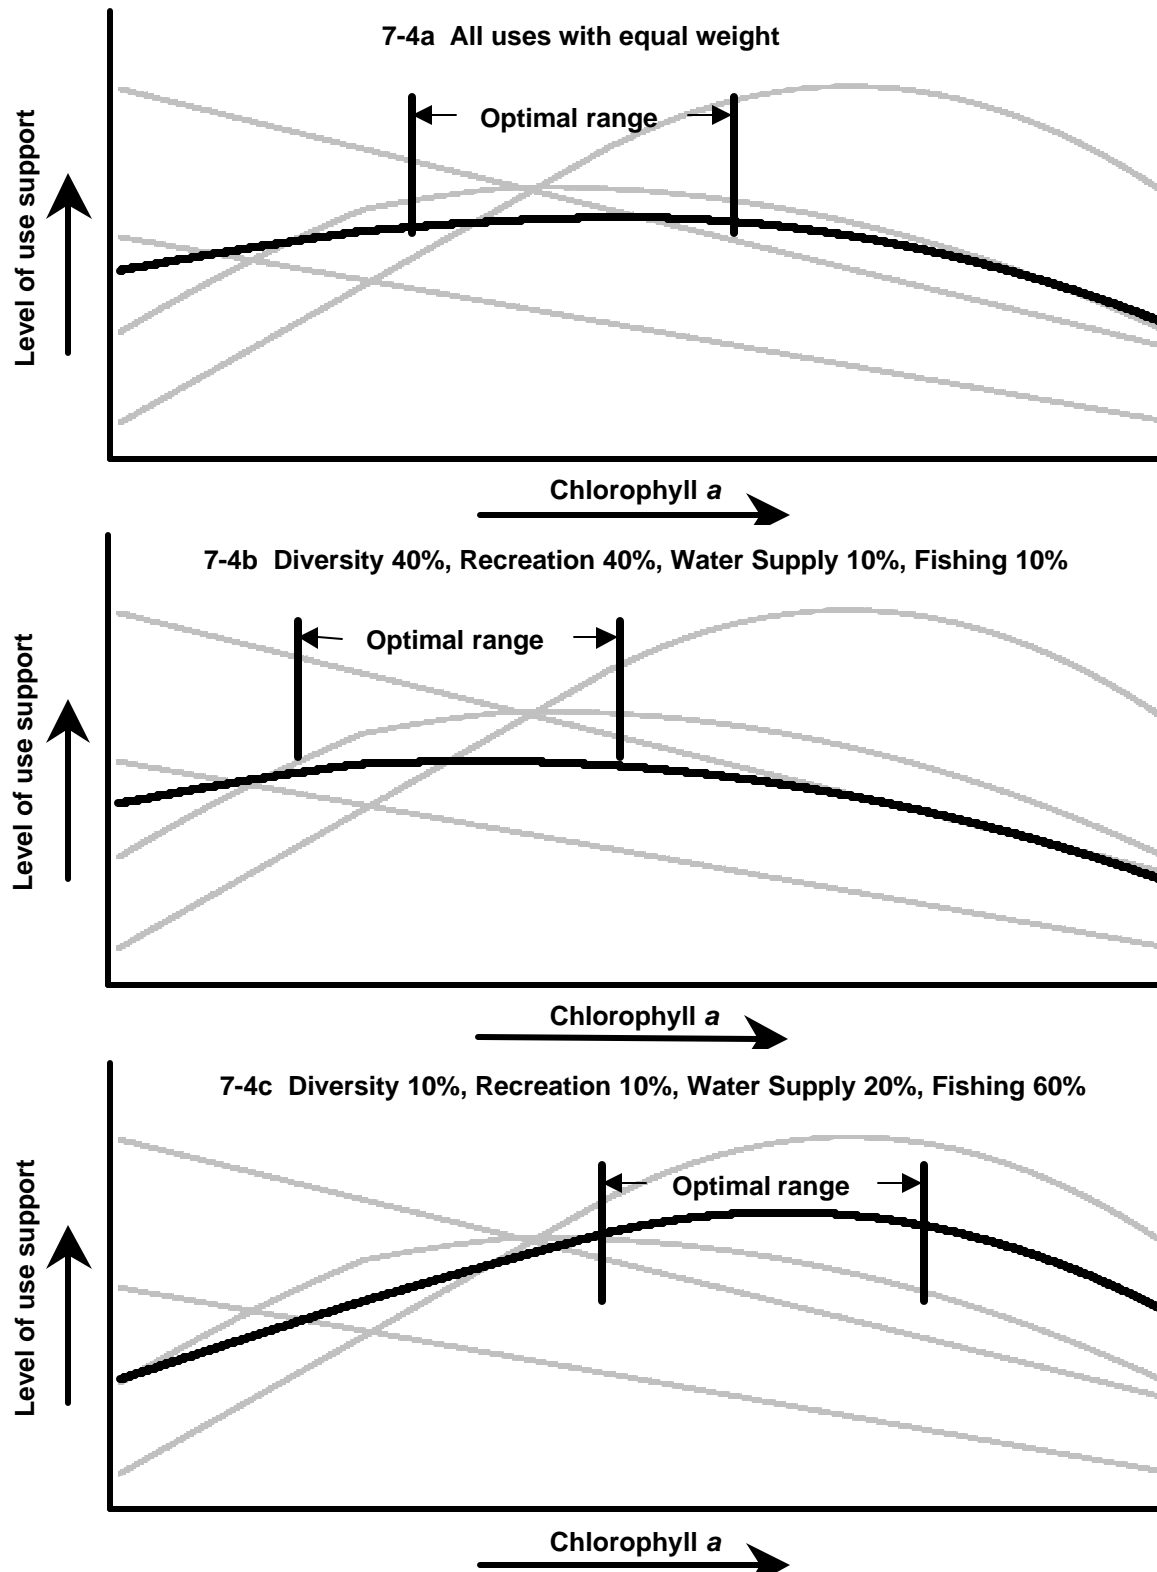 7-4a All uses with equal weight
Optimal range
Level of use support
Chlorophyll a
7-4b Diversity 40%, Recreation 40%, Water Supply 10%, Fishing 10%
Optimal range
Level of use support
Chlorophyll a
7-4c Diversity 10%, Recreation 10%, Water Supply 20%, Fishing 60%
Optimal range
Level of use support
Chlorophyll a